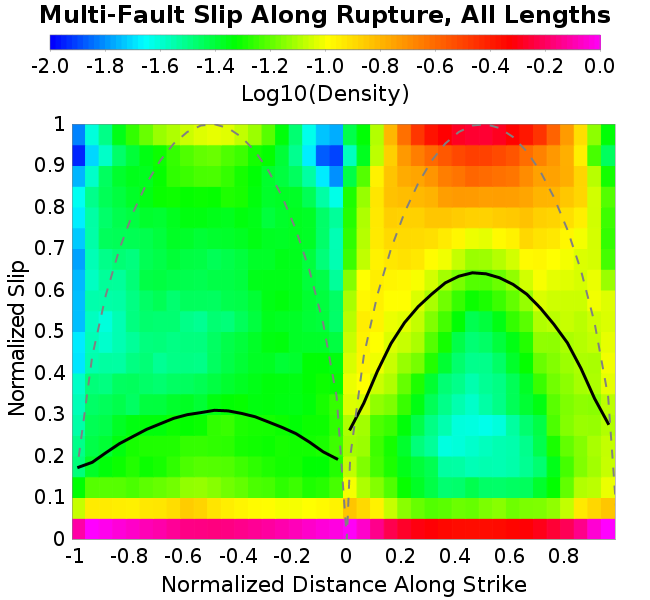 Multi-Fault Slip Along Rupture, All Lengths
-2.0 -1.8 -1.6 -1.4 -1.2 -1.0 -0.8 -0.6 -0.4 -0.2 0.0
Log10(Density)
Normalized Slip
1
0.9
0.8
0.7
0.6
0.5
0.4
0.3
0.2
0.1
0
-1 -0.8 -0.6 -0.4 -0.2 0 0.2 0.4 0.6 0.8
Normalized Distance Along Strike